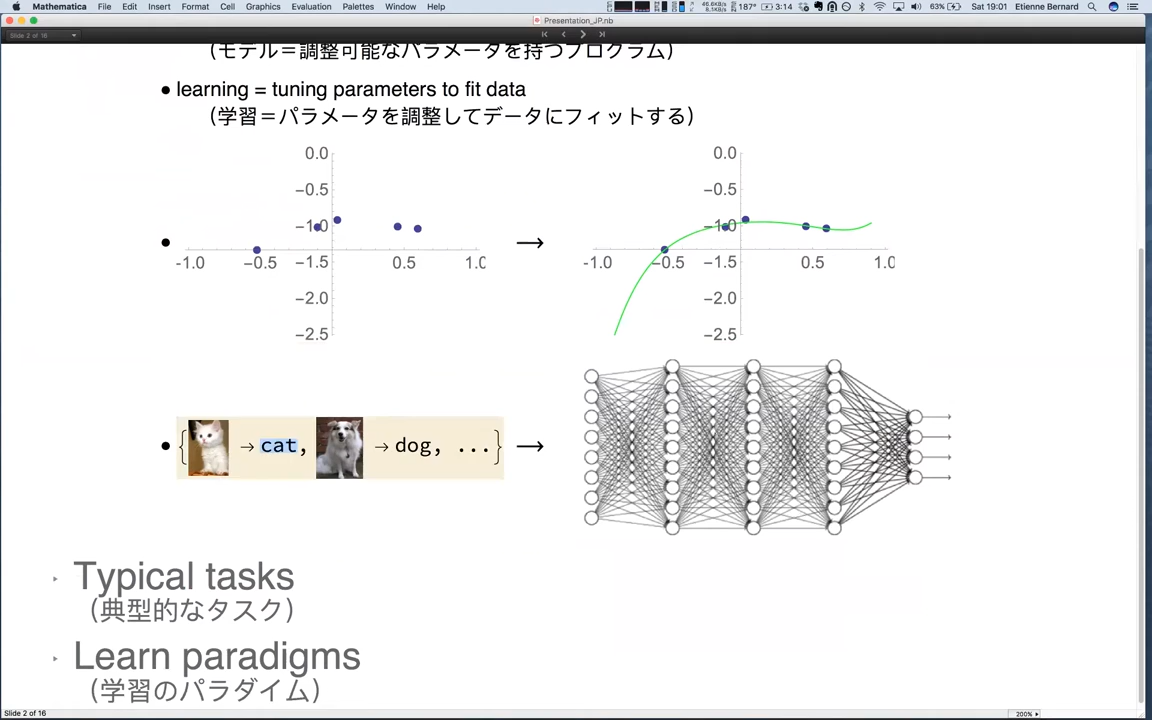 Mathematica File Edit Insert Format Cell Graphics Evaluation Palettes Window Help
187° 3:14 63% Sat 19:01 Etienne Bernard
Presentation_JP.nb
Slide 2 of 16
（モデル＝調整可能なパラメータを持つプログラム）
• learning = tuning parameters to fit data
（学習＝パラメータを調整してデータにフィットする）
0.0
−0.5
−1.0
−1.0 −0.5 −1.5 0.5 1.0
−2.0
−2.5
→
0.0
−0.5
−1.0
−1.0 −0.5 −1.5 0.5 1.0
−2.0
−2.5
• { → cat, → dog, ...} →
Typical tasks
（典型的なタスク）
Learn paradigms
（学習のパラダイム）
Slide 2 of 16
200%